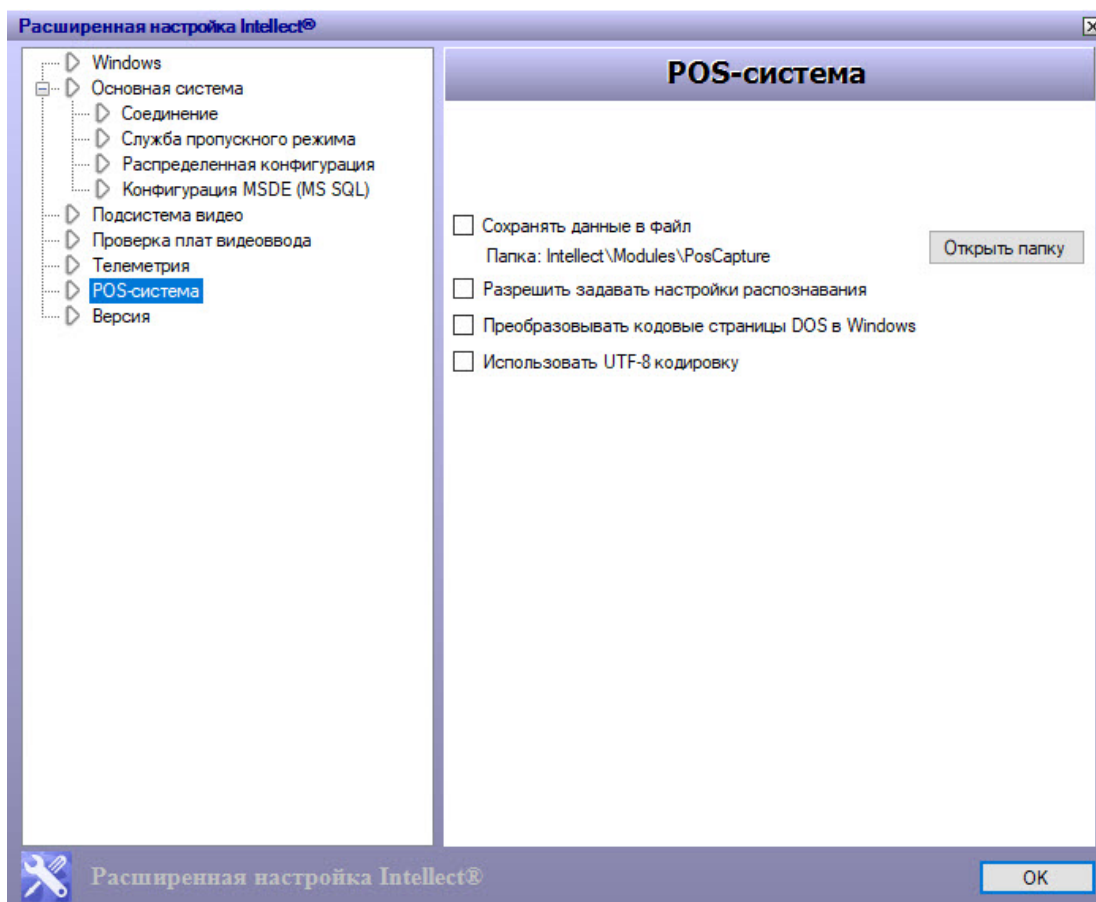 Расширенная настройка Intellect®
Windows
Основная система
Соединение
Служба пропускного режима
Распределенная конфигурация
Конфигурация MSDE (MS SQL)
Подсистема видео
Проверка плат видеоввода
Телеметрия
POS-система
Версия
POS-система
Сохранять данные в файл
Папка: Intellect\Modules\PosCapture
Открыть папку
Разрешить задавать настройки распознавания
Преобразовывать кодовые страницы DOS в Windows
Использовать UTF-8 кодировку
Расширенная настройка Intellect®
OK